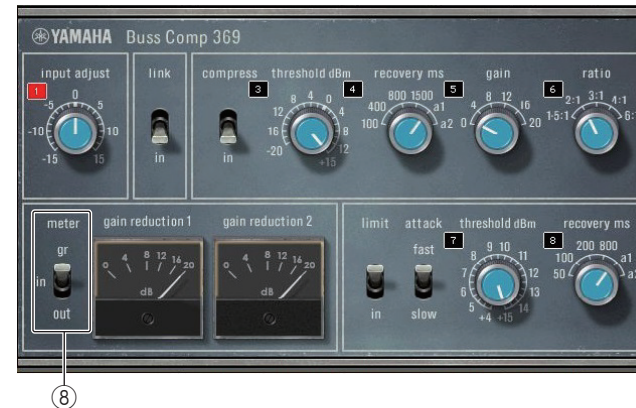 YAMAHA Buss Comp 369
input adjust
1
0
-5 5
-10 10
-15 15
link
in
compress
in
3
threshold dBm
4
8 4 0 4
12 8
16 12
-20 +15
recovery ms
800 1500
400 a1
100 a2
5
gain
8 12
4 16
0 20
6
ratio
3:1
2:1 4:1
1·5:1 6:
meter
gr
in
out
gain reduction 1
0 4 8 12 16 20
dB
gain reduction 2
0 4 8 12 16 20
dB
limit
in
attack
fast
slow
7
threshold dBm
9 10
8 11
7 12
6 13
5 14
+4 +15
8
recovery ms
200 800
100 a1
50 a
⑧